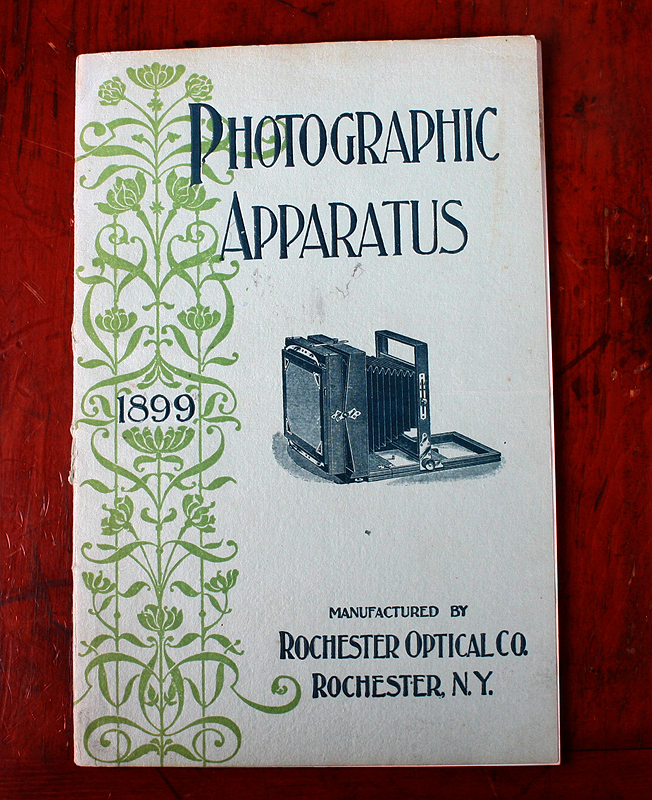 PHOTOGRAPHIC
APPARATUS
1899
MANUFACTURED BY
ROCHESTER OPTICAL CO.
ROCHESTER, N.Y.